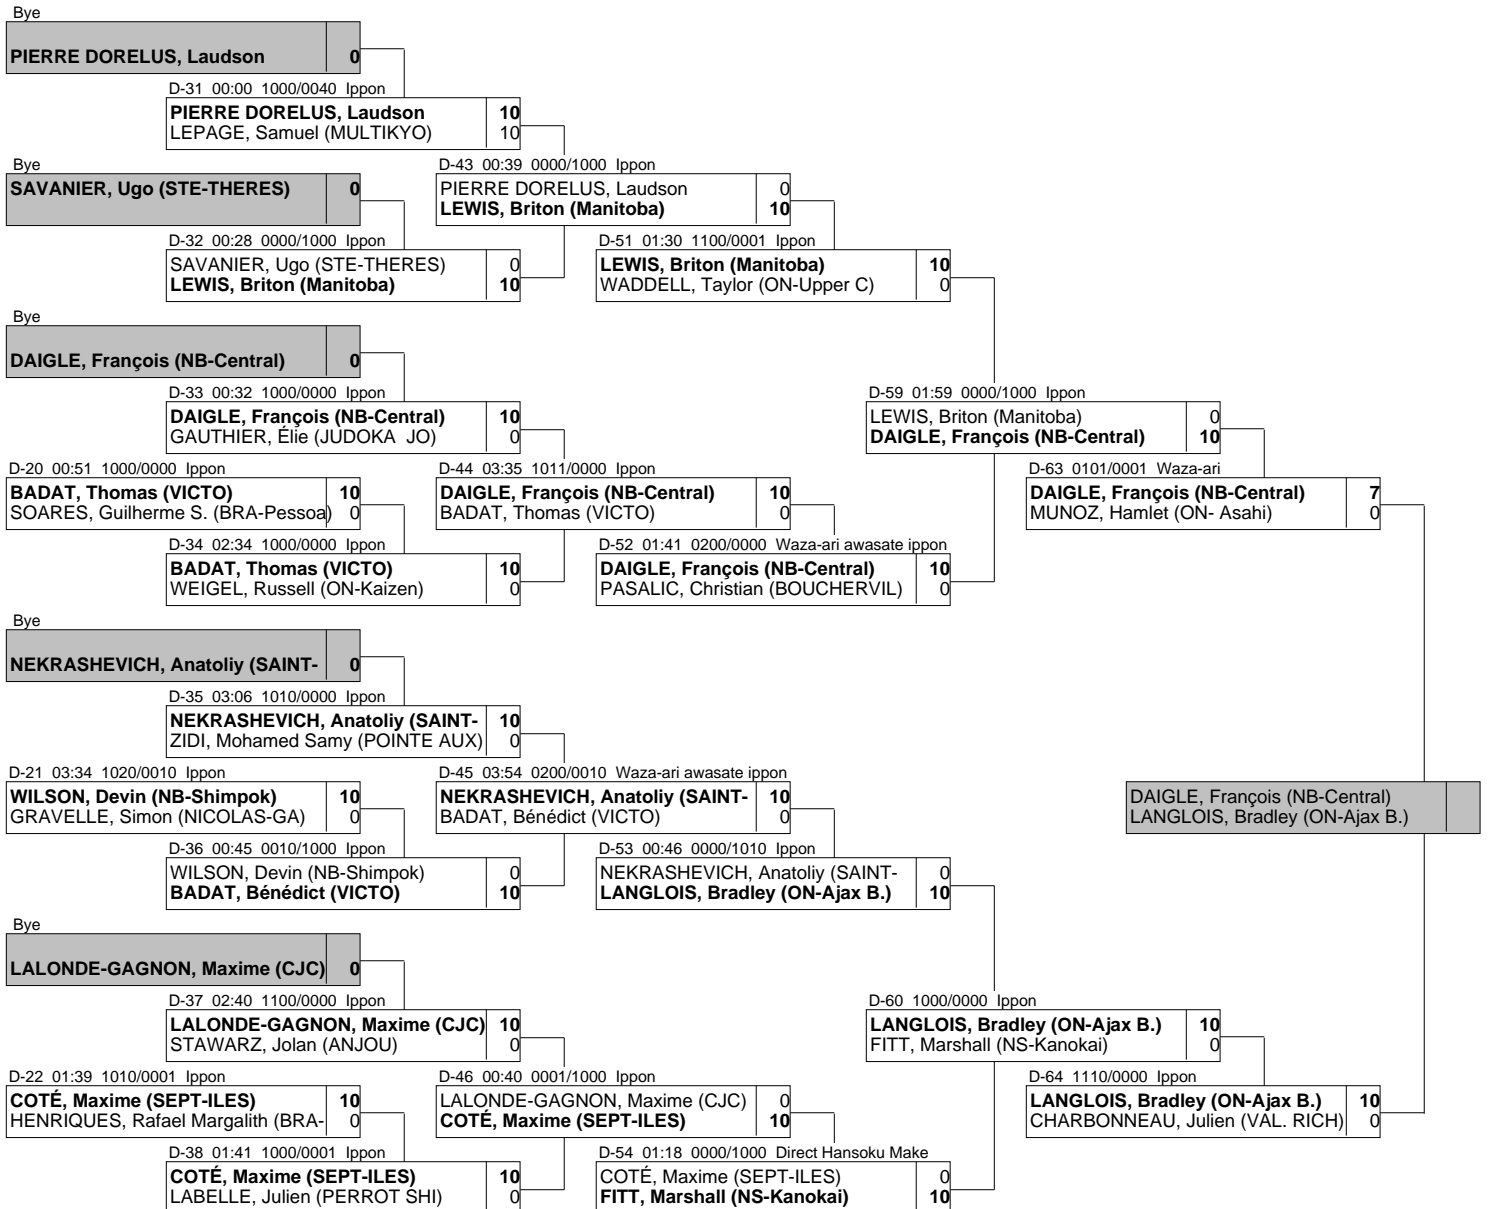 Bye
PIERRE DORELUS, Laudson 0
D-31 00:00 1000/0040 Ippon
PIERRE DORELUS, Laudson 10
LEPAGE, Samuel (MULTIKYO) 10
Bye
SAVANIER, Ugo (STE-THERES) 0
D-43 00:39 0000/1000 Ippon
PIERRE DORELUS, Laudson 0
LEWIS, Briton (Manitoba) 10
D-32 00:28 0000/1000 Ippon
SAVANIER, Ugo (STE-THERES) 0
LEWIS, Briton (Manitoba) 10
D-51 01:30 1100/0001 Ippon
LEWIS, Briton (Manitoba) 10
WADDELL, Taylor (ON-Upper C) 0
Bye
DAIGLE, François (NB-Central) 0
D-33 00:32 1000/0000 Ippon
DAIGLE, François (NB-Central) 10
GAUTHIER, Élie (JUDOKA JO) 0
D-59 01:59 0000/1000 Ippon
LEWIS, Briton (Manitoba) 0
DAIGLE, François (NB-Central) 10
D-20 00:51 1000/0000 Ippon
BADAT, Thomas (VICTO) 10
SOARES, Guilherme S. (BRA-Pessoa) 0
D-44 03:35 1011/0000 Ippon
DAIGLE, François (NB-Central) 10
BADAT, Thomas (VICTO) 0
D-63 0101/0001 Waza-ari
DAIGLE, François (NB-Central) 7
MUNOZ, Hamlet (ON- Asahi) 0
D-34 02:34 1000/0000 Ippon
BADAT, Thomas (VICTO) 10
WEIGEL, Russell (ON-Kaizen) 0
D-52 01:41 0200/0000 Waza-ari awasate ippon
DAIGLE, François (NB-Central) 10
PASALIC, Christian (BOUCHERVIL) 0
Bye
NEKRASHEVICH, Anatoliy (SAINT- 0
D-35 03:06 1010/0000 Ippon
NEKRASHEVICH, Anatoliy (SAINT- 10
ZIDI, Mohamed Samy (POINTE AUX) 0
D-21 03:34 1020/0010 Ippon
WILSON, Devin (NB-Shimpok) 10
GRAVELLE, Simon (NICOLAS-GA) 0
D-45 03:54 0200/0010 Waza-ari awasate ippon
NEKRASHEVICH, Anatoliy (SAINT- 10
BADAT, Bénédict (VICTO) 0
DAIGLE, François (NB-Central)
LANGLOIS, Bradley (ON-Ajax B.)
D-36 00:45 0010/1000 Ippon
WILSON, Devin (NB-Shimpok) 0
BADAT, Bénédict (VICTO) 10
D-53 00:46 0000/1010 Ippon
NEKRASHEVICH, Anatoliy (SAINT- 0
LANGLOIS, Bradley (ON-Ajax B.) 10
Bye
LALONDE-GAGNON, Maxime (CJC) 0
D-37 02:40 1100/0000 Ippon
LALONDE-GAGNON, Maxime (CJC) 10
STAWARZ, Jolan (ANJOU) 0
D-60 1000/0000 Ippon
LANGLOIS, Bradley (ON-Ajax B.) 10
FITT, Marshall (NS-Kanokai) 0
D-22 01:39 1010/0001 Ippon
COTÉ, Maxime (SEPT-ILES) 10
HENRIQUES, Rafael Margalith (BRA- 0
D-46 00:40 0001/1000 Ippon
LALONDE-GAGNON, Maxime (CJC) 0
COTÉ, Maxime (SEPT-ILES) 10
D-64 1110/0000 Ippon
LANGLOIS, Bradley (ON-Ajax B.) 10
CHARBONNEAU, Julien (VAL. RICH) 0
D-38 01:41 1000/0001 Ippon
COTÉ, Maxime (SEPT-ILES) 10
LABELLE, Julien (PERROT SHI) 0
D-54 01:18 0000/1000 Direct Hansoku Make
COTÉ, Maxime (SEPT-ILES) 0
FITT, Marshall (NS-Kanokai) 10